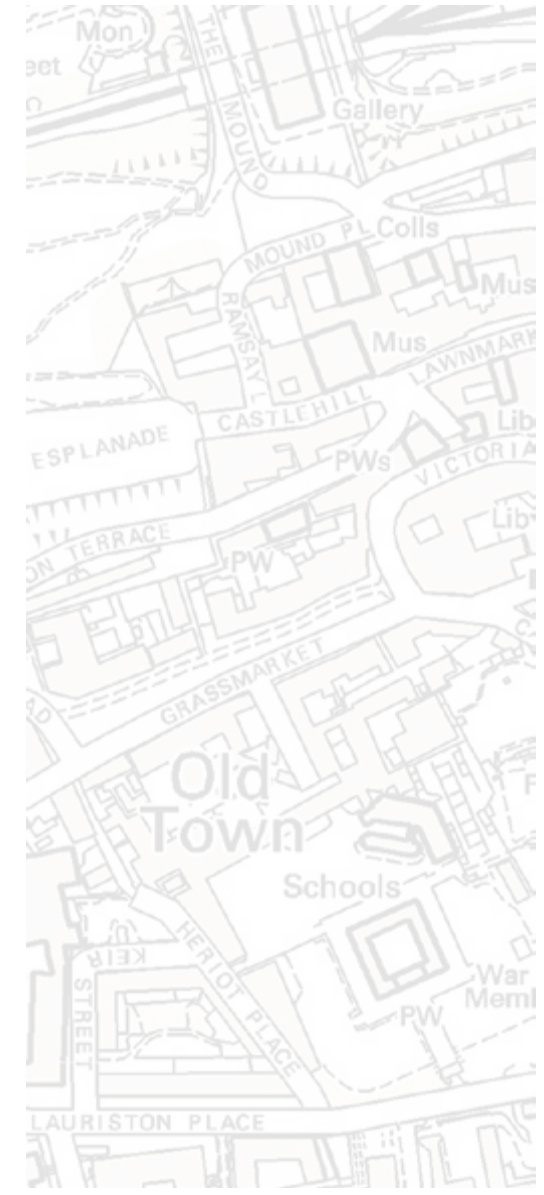 Mon
THE MOUND
Gallery
MOUND PL
Colls
Mus
RAMSAY L
Mus
LAWNMARK
CASTLEHILL
Lib
ESPLANADE
PWs
VICTORIA
Lib
ON TERRACE
PW
GRASSMARKET
Old
Town
Schools
HERIOT PLACE
KEIR
STREET
War
Meml
PW
LAURISTON PLACE